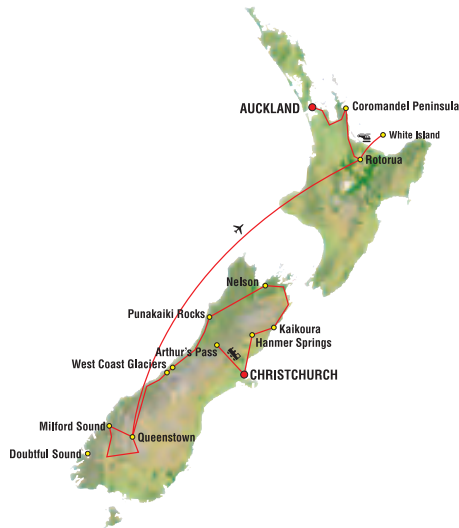 AUCKLAND
Coromandel Peninsula
White Island
Rotorua
Nelson
Punakaiki Rocks
Kaikoura
Hanmer Springs
Arthur's Pass
West Coast Glaciers
CHRISTCHURCH
Milford Sound
Queenstown
Doubtful Sound